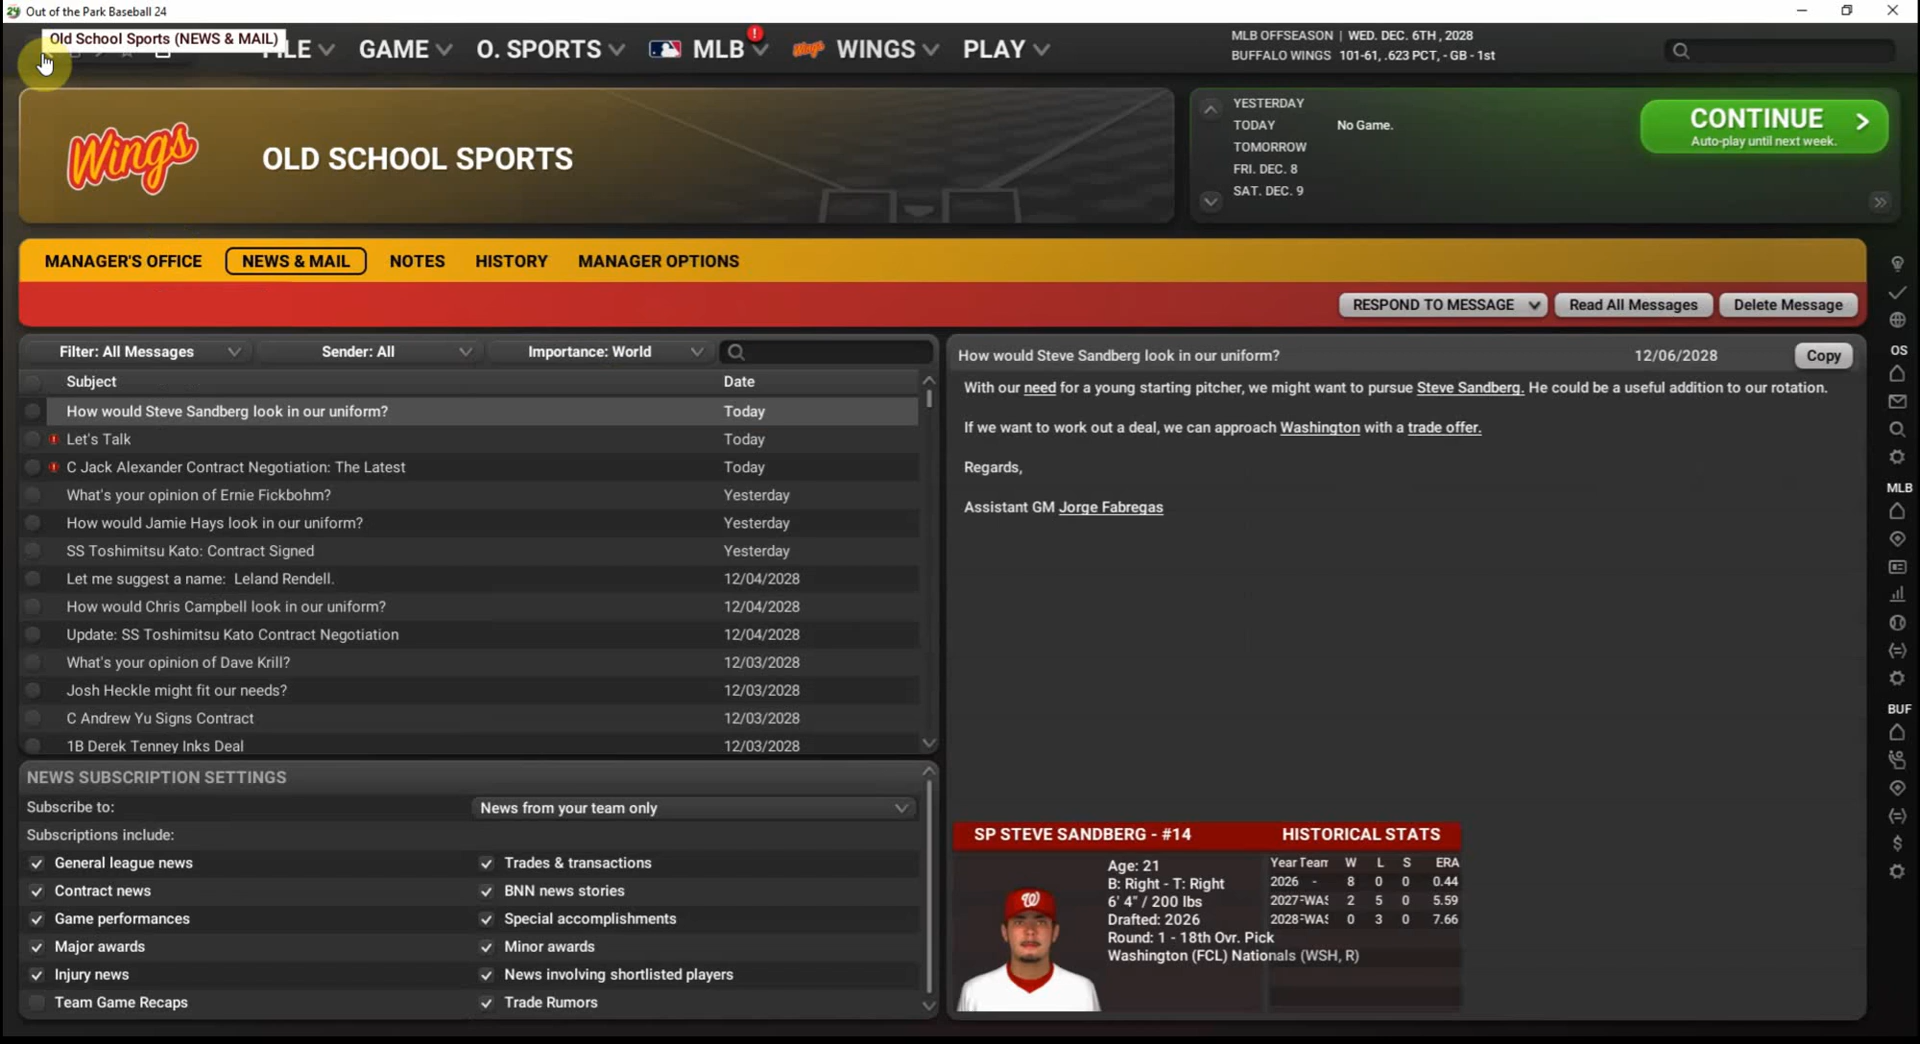 Out of the Park Baseball 24
Old School Sports (NEWS & MAIL)
GAME
O. SPORTS
MLB
WINGS
PLAY
MLB OFFSEASON | WED. DEC. 6TH , 2028
BUFFALO WINGS 101-61, .623 PCT, - GB - 1st
Wings
OLD SCHOOL SPORTS
YESTERDAY
TODAY No Game.
TOMORROW
FRI. DEC. 8
SAT. DEC. 9
CONTINUE
Auto-play until next week.
MANAGER'S OFFICE NEWS & MAIL NOTES HISTORY MANAGER OPTIONS
RESPOND TO MESSAGE Read All Messages Delete Message
Filter: All Messages Sender: All Importance: World
Subject Date
How would Steve Sandberg look in our uniform? Today
Let's Talk Today
C Jack Alexander Contract Negotiation: The Latest Today
What's your opinion of Ernie Fickbohm? Yesterday
How would Jamie Hays look in our uniform? Yesterday
SS Toshimitsu Kato: Contract Signed Yesterday
Let me suggest a name: Leland Rendell. 12/04/2028
How would Chris Campbell look in our uniform? 12/04/2028
Update: SS Toshimitsu Kato Contract Negotiation 12/04/2028
What's your opinion of Dave Krill? 12/03/2028
Josh Heckle might fit our needs? 12/03/2028
C Andrew Yu Signs Contract 12/03/2028
1B Derek Tenney Inks Deal 12/03/2028
NEWS SUBSCRIPTION SETTINGS
Subscribe to: News from your team only
Subscriptions include:
General league news Trades & transactions
Contract news BNN news stories
Game performances Special accomplishments
Major awards Minor awards
Injury news News involving shortlisted players
Team Game Recaps Trade Rumors
How would Steve Sandberg look in our uniform? 12/06/2028 Copy
With our need for a young starting pitcher, we might want to pursue Steve Sandberg. He could be a useful addition to our rotation.
If we want to work out a deal, we can approach Washington with a trade offer.
Regards,
Assistant GM Jorge Fabregas
SP STEVE SANDBERG - #14 HISTORICAL STATS
Age: 21
B: Right - T: Right
6' 4" / 200 lbs
Drafted: 2026
Round: 1 - 18th Ovr. Pick
Washington (FCL) Nationals (WSH, R)
Year Team W L S ERA
2026 - 8 0 0 0.44
2027 2 5 0 5.59
2028 0 3 0 7.66
OS
MLB
BUF